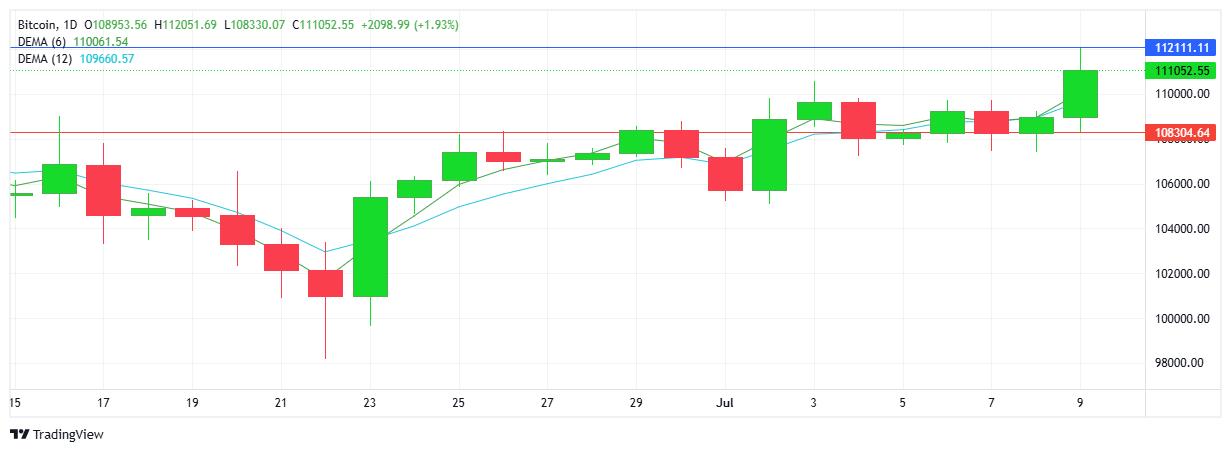 Bitcoin, 1D O108953.56 H112051.69 L108330.07 C111052.55 +2098.99 (+1.93%)
DEMA (6) 110061.54
DEMA (12) 109660.57
112111.11
111052.55
110000.00
108304.64
106000.00
104000.00
102000.00
100000.00
98000.00
15 17 19 21 23 25 27 29 Jul 3 5 7 9
TradingView